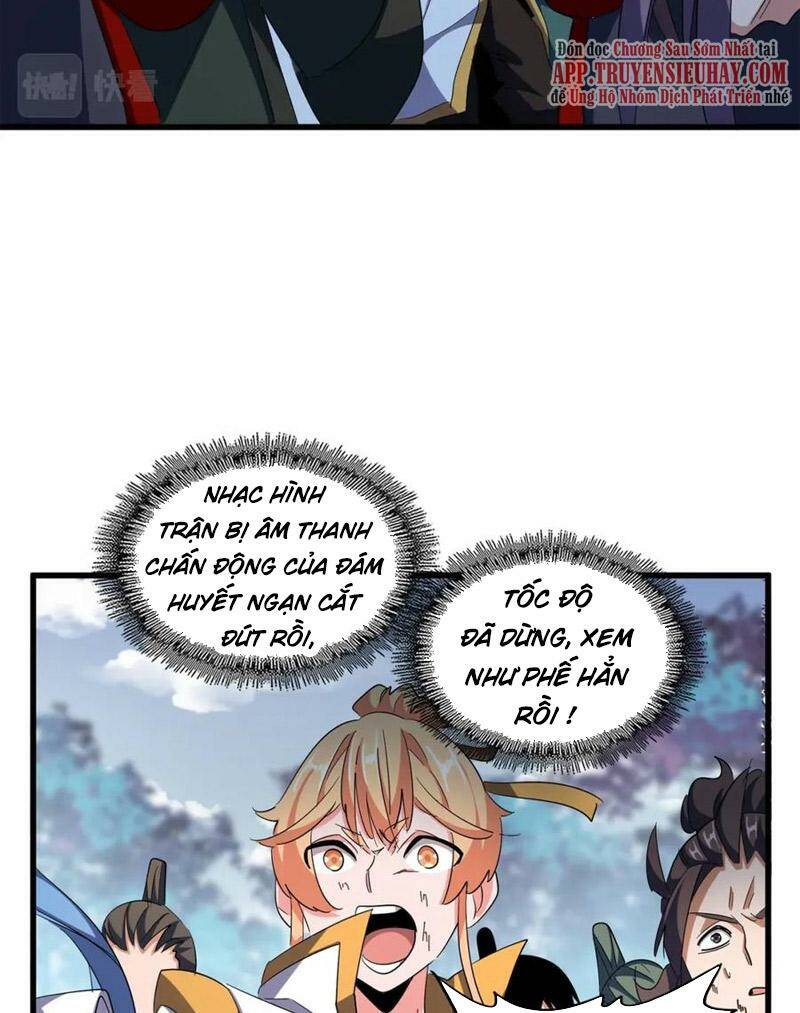 快看! 快看
Đón đọc Chương Sau Sớm Nhất tại
APP.TRUYENSIEUHAY.COM
để Ủng Hộ Nhóm Dịch Phát Triển nhé
NHẠC HÌNH
TRẬN BỊ ÂM THANH
CHẤN ĐỘNG CỦA ĐÁM
HUYẾT NGẠN CẮT
ĐỨT RỒI,
TỐC ĐỘ
ĐÃ DỪNG, XEM
NHƯ PHẾ HẲN
RỒI !